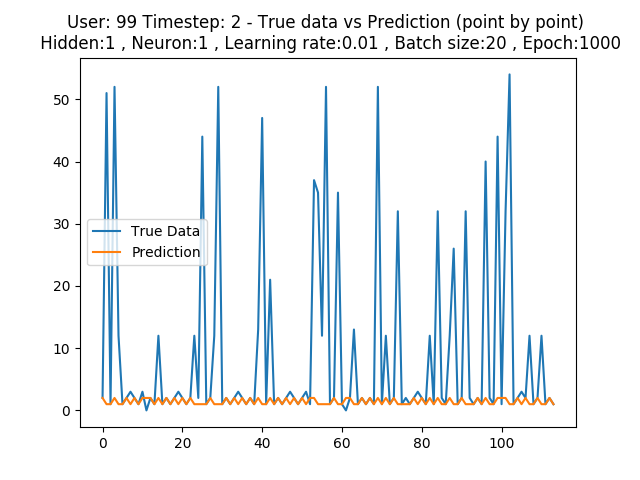 User: 99 Timestep: 2 - True data vs Prediction (point by point)
Hidden:1 , Neuron:1 , Learning rate:0.01 , Batch size:20 , Epoch:1000
50
40
30
True Data
Prediction
20
10
0
0 20 40 60 80 100